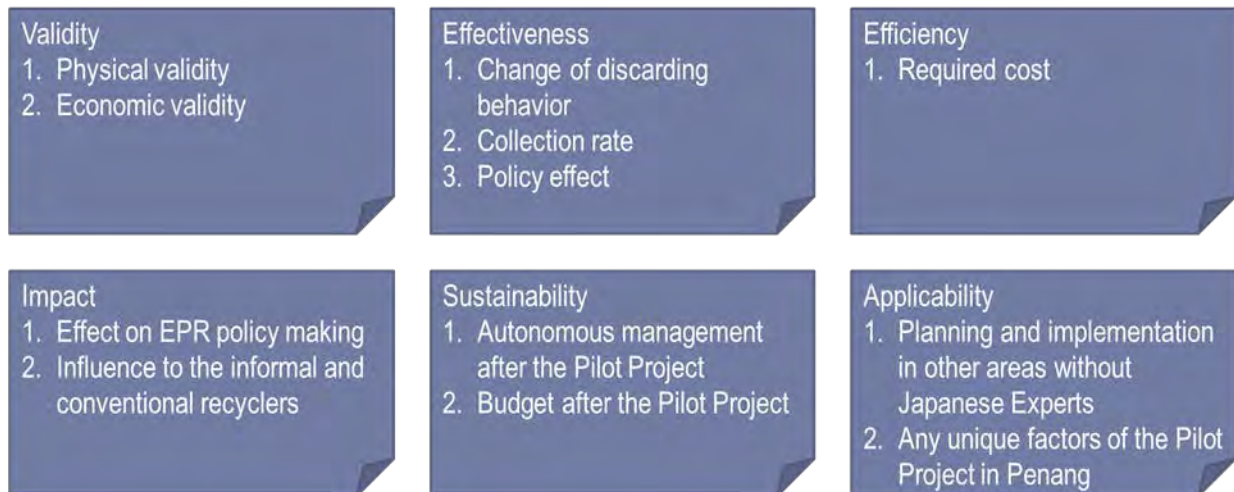 Validity
1. Physical validity
2. Economic validity
Effectiveness
1. Change of discarding
behavior
2. Collection rate
3. Policy effect
Efficiency
1. Required cost
Impact
1. Effect on EPR policy making
2. Influence to the informal and
conventional recyclers
Sustainability
1. Autonomous management
after the Pilot Project
2. Budget after the Pilot Project
Applicability
1. Planning and implementation
in other areas without
Japanese Experts
2. Any unique factors of the Pilot
Project in Penang